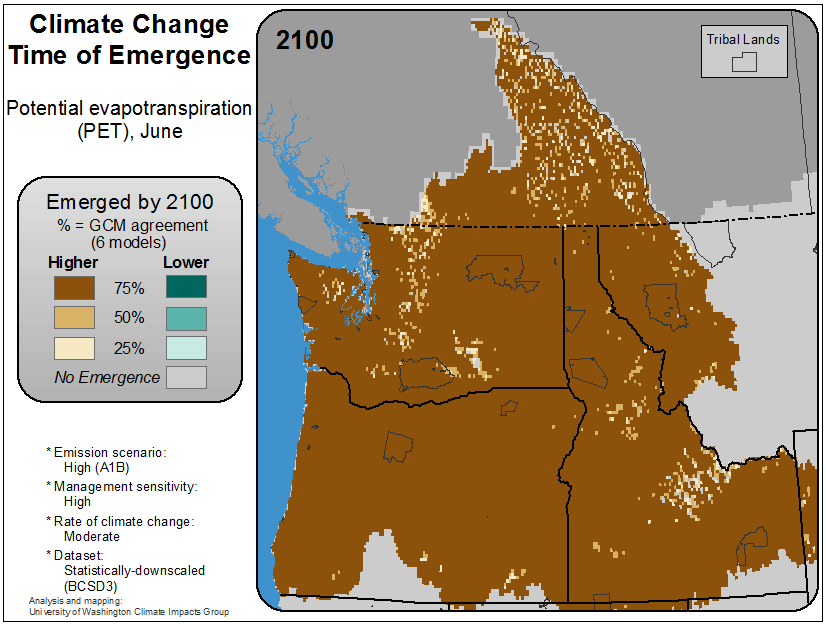 Climate Change
Time of Emergence
Potential evapotranspiration
(PET), June
Emerged by 2100
% = GCM agreement
(6 models)
Higher Lower
75%
50%
25%
No Emergence
* Emission scenario:
High (A1B)
* Management sensitivity:
High
* Rate of climate change:
Moderate
* Dataset:
Statistically-downscaled
(BCSD3)
Analysis and mapping:
University of Washington Climate Impacts Group
2100
Tribal Lands